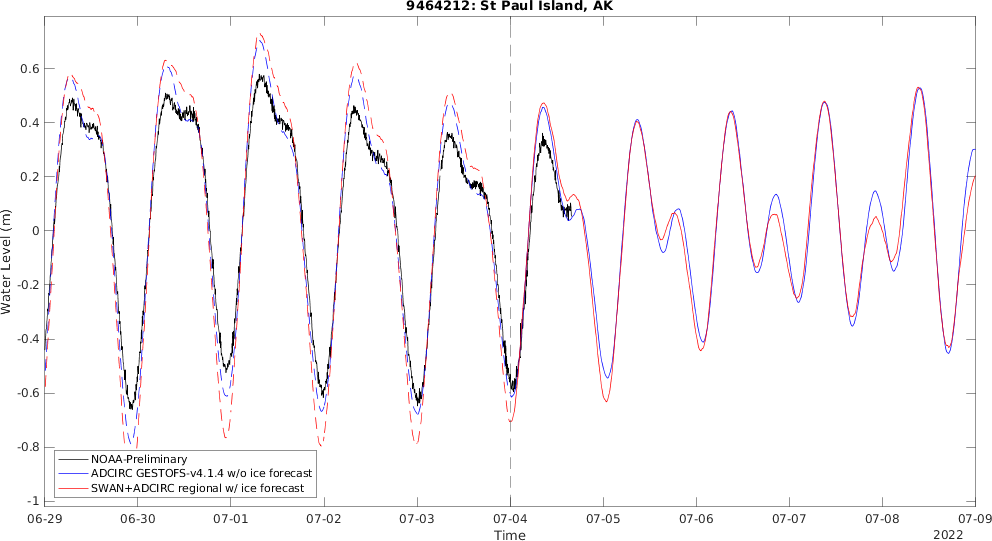 9464212: St Paul Island, AK
Water Level (m)
0.6
0.4
0.2
0
-0.2
-0.4
-0.6
-0.8
-1
NOAA-Preliminary
ADCIRC GESTOFS-v4.1.4 w/o ice forecast
SWAN+ADCIRC regional w/ ice forecast
06-29 06-30 07-01 07-02 07-03 07-04 07-05 07-06 07-07 07-08 07-09
Time
2022